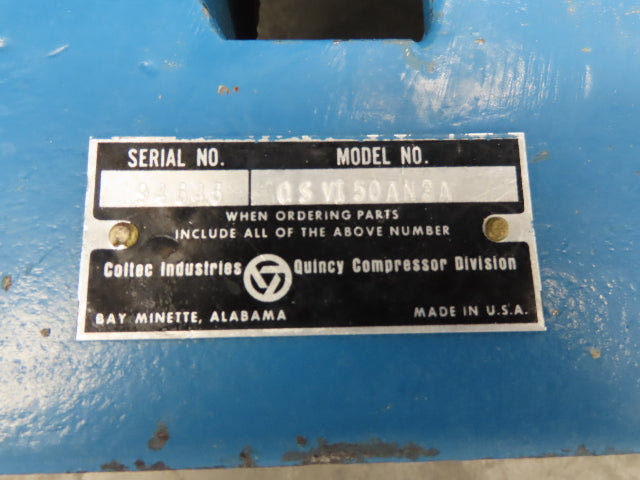 SERIAL NO. MODEL NO.
QSVI50AN3A
WHEN ORDERING PARTS
INCLUDE ALL OF THE ABOVE NUMBER
Coltec Industries Quincy Compressor Division
BAY MINETTE, ALABAMA MADE IN U.S.A.